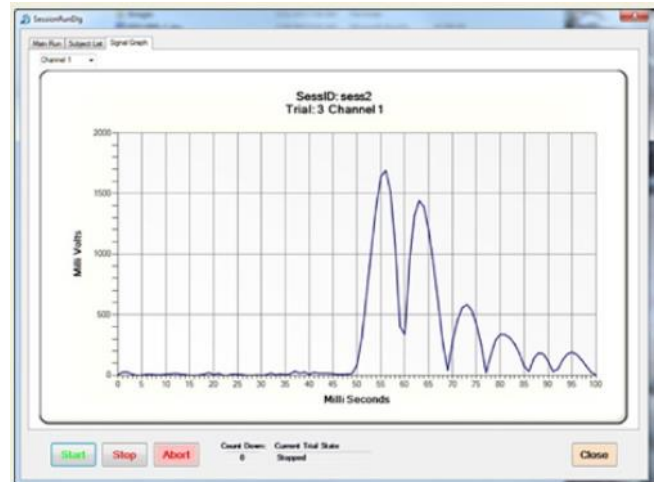 SessionRunDlg
Main Run Subject List Signal Graph
Channel 1
SessID: sess2
Trial: 3 Channel 1
2000
1500
1000
500
0
Milli Volts
0 5 10 15 20 25 30 35 40 45 50 55 60 65 70 75 80 85 90 95 100
Milli Seconds
Start Stop Abort
Count Down: Current Trial State
0 Stopped
Close